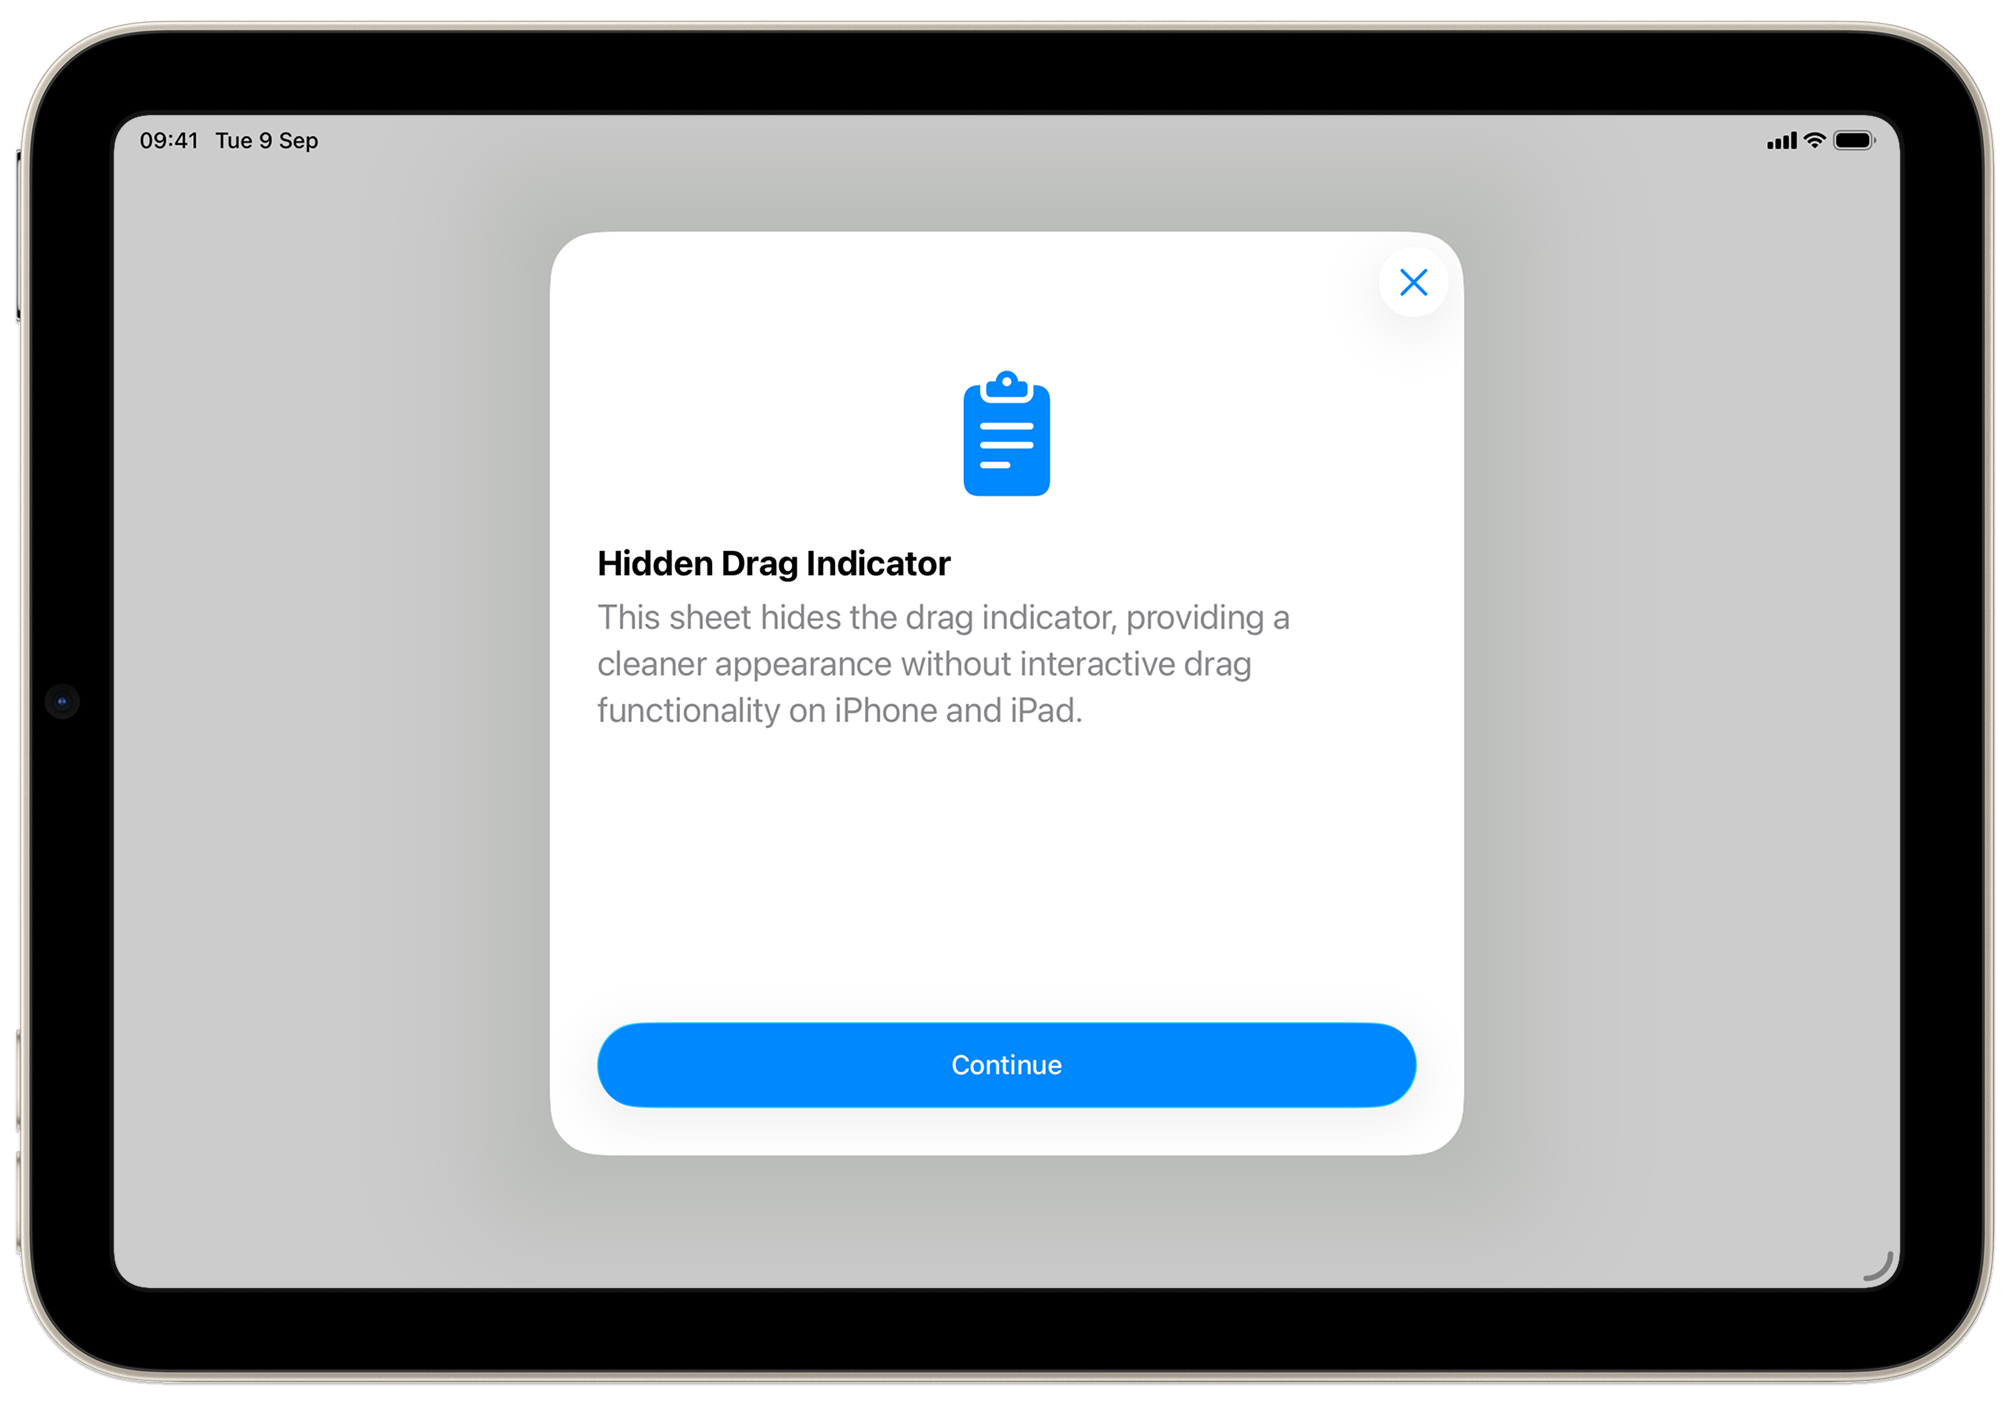 09:41 Tue 9 Sep
Hidden Drag Indicator
This sheet hides the drag indicator, providing a
cleaner appearance without interactive drag
functionality on iPhone and iPad.
Continue